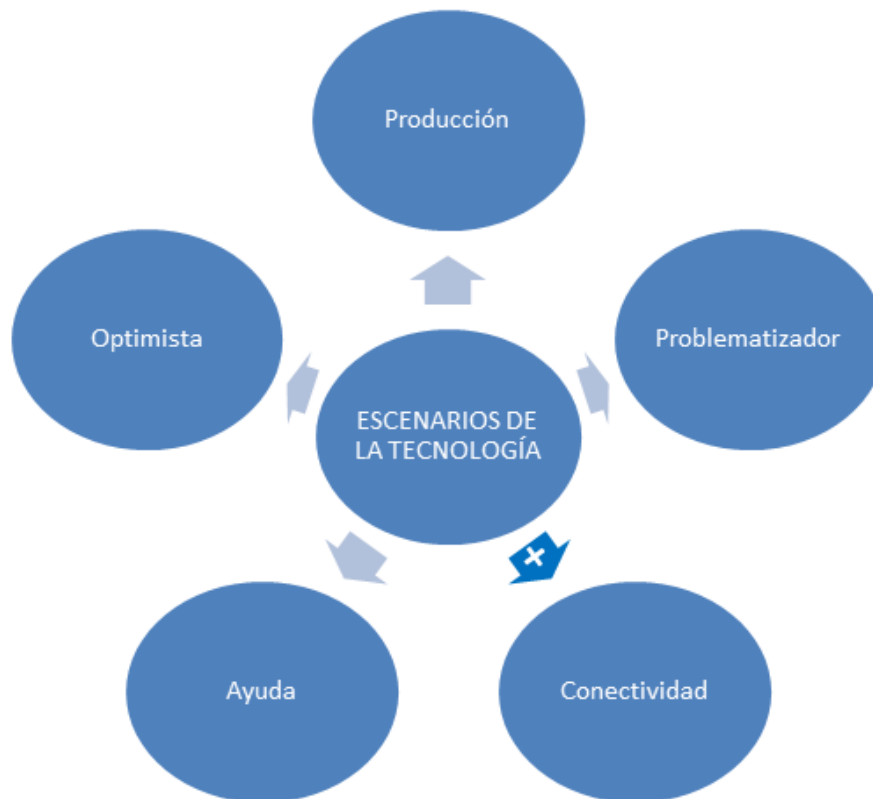 Producción
Optimista
Problematizador
ESCENARIOS DE
LA TECNOLOGÍA
+
Ayuda
Conectividad